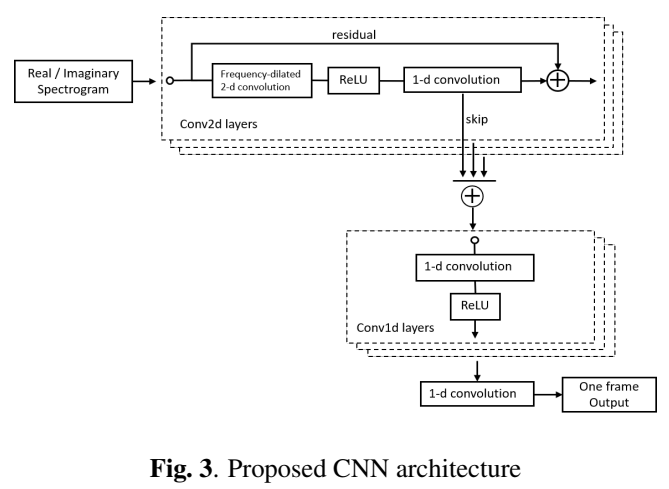 residual
Real / Imaginary
Spectrogram
Frequency-dilated
2-d convolution
ReLU
1-d convolution
Conv2d layers
skip
1-d convolution
ReLU
Conv1d layers
1-d convolution
One frame
Output
Fig. 3. Proposed CNN architecture